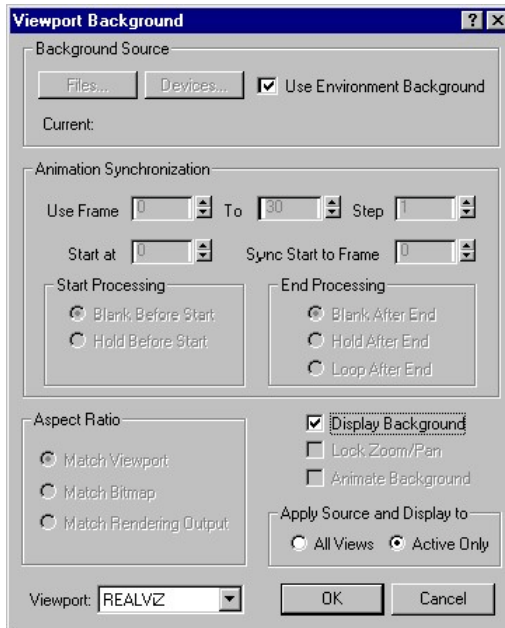 Viewport Background
Background Source
Files... Devices... Use Environment Background
Current:
Animation Synchronization
Use Frame 0 To 30 Step 1
Start at 0 Sync Start to Frame 0
Start Processing
Blank Before Start
Hold Before Start
End Processing
Blank After End
Hold After End
Loop After End
Aspect Ratio
Match Viewport
Match Bitmap
Match Rendering Output
Display Background
Lock Zoom/Pan
Animate Background
Apply Source and Display to
All Views Active Only
Viewport: REALViZ OK Cancel